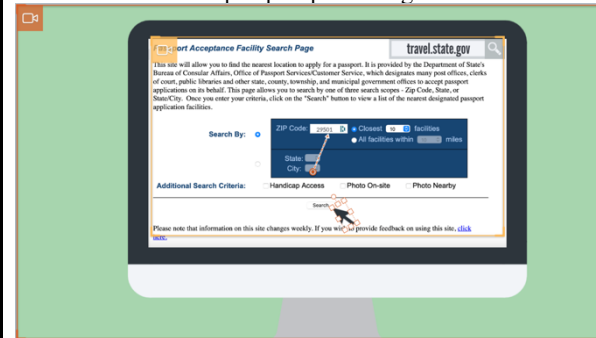 Passport Acceptance Facility Search Page
travel.state.gov
This site will allow you to find the nearest location to apply for a passport. It is provided by the Department of State's
Bureau of Consular Affairs, Office of Passport Services/Customer Service, which designates many post offices, clerks
of court, public libraries and other state, county, township, and municipal government offices to accept passport
applications on its behalf. This page allows you to search by one of three search scopes - Zip Code, State, or
State/City. Once you enter your criteria, click on the "Search" button to view a list of the nearest designated passport
application facilities.
Search By:
ZIP Code: 29501 Closest 10 facilities
All facilities within miles
State:
City:
Additional Search Criteria: Handicap Access Photo On-site Photo Nearby
Search
Please note that information on this site changes weekly. If you wish to provide feedback on using this site, click
here.